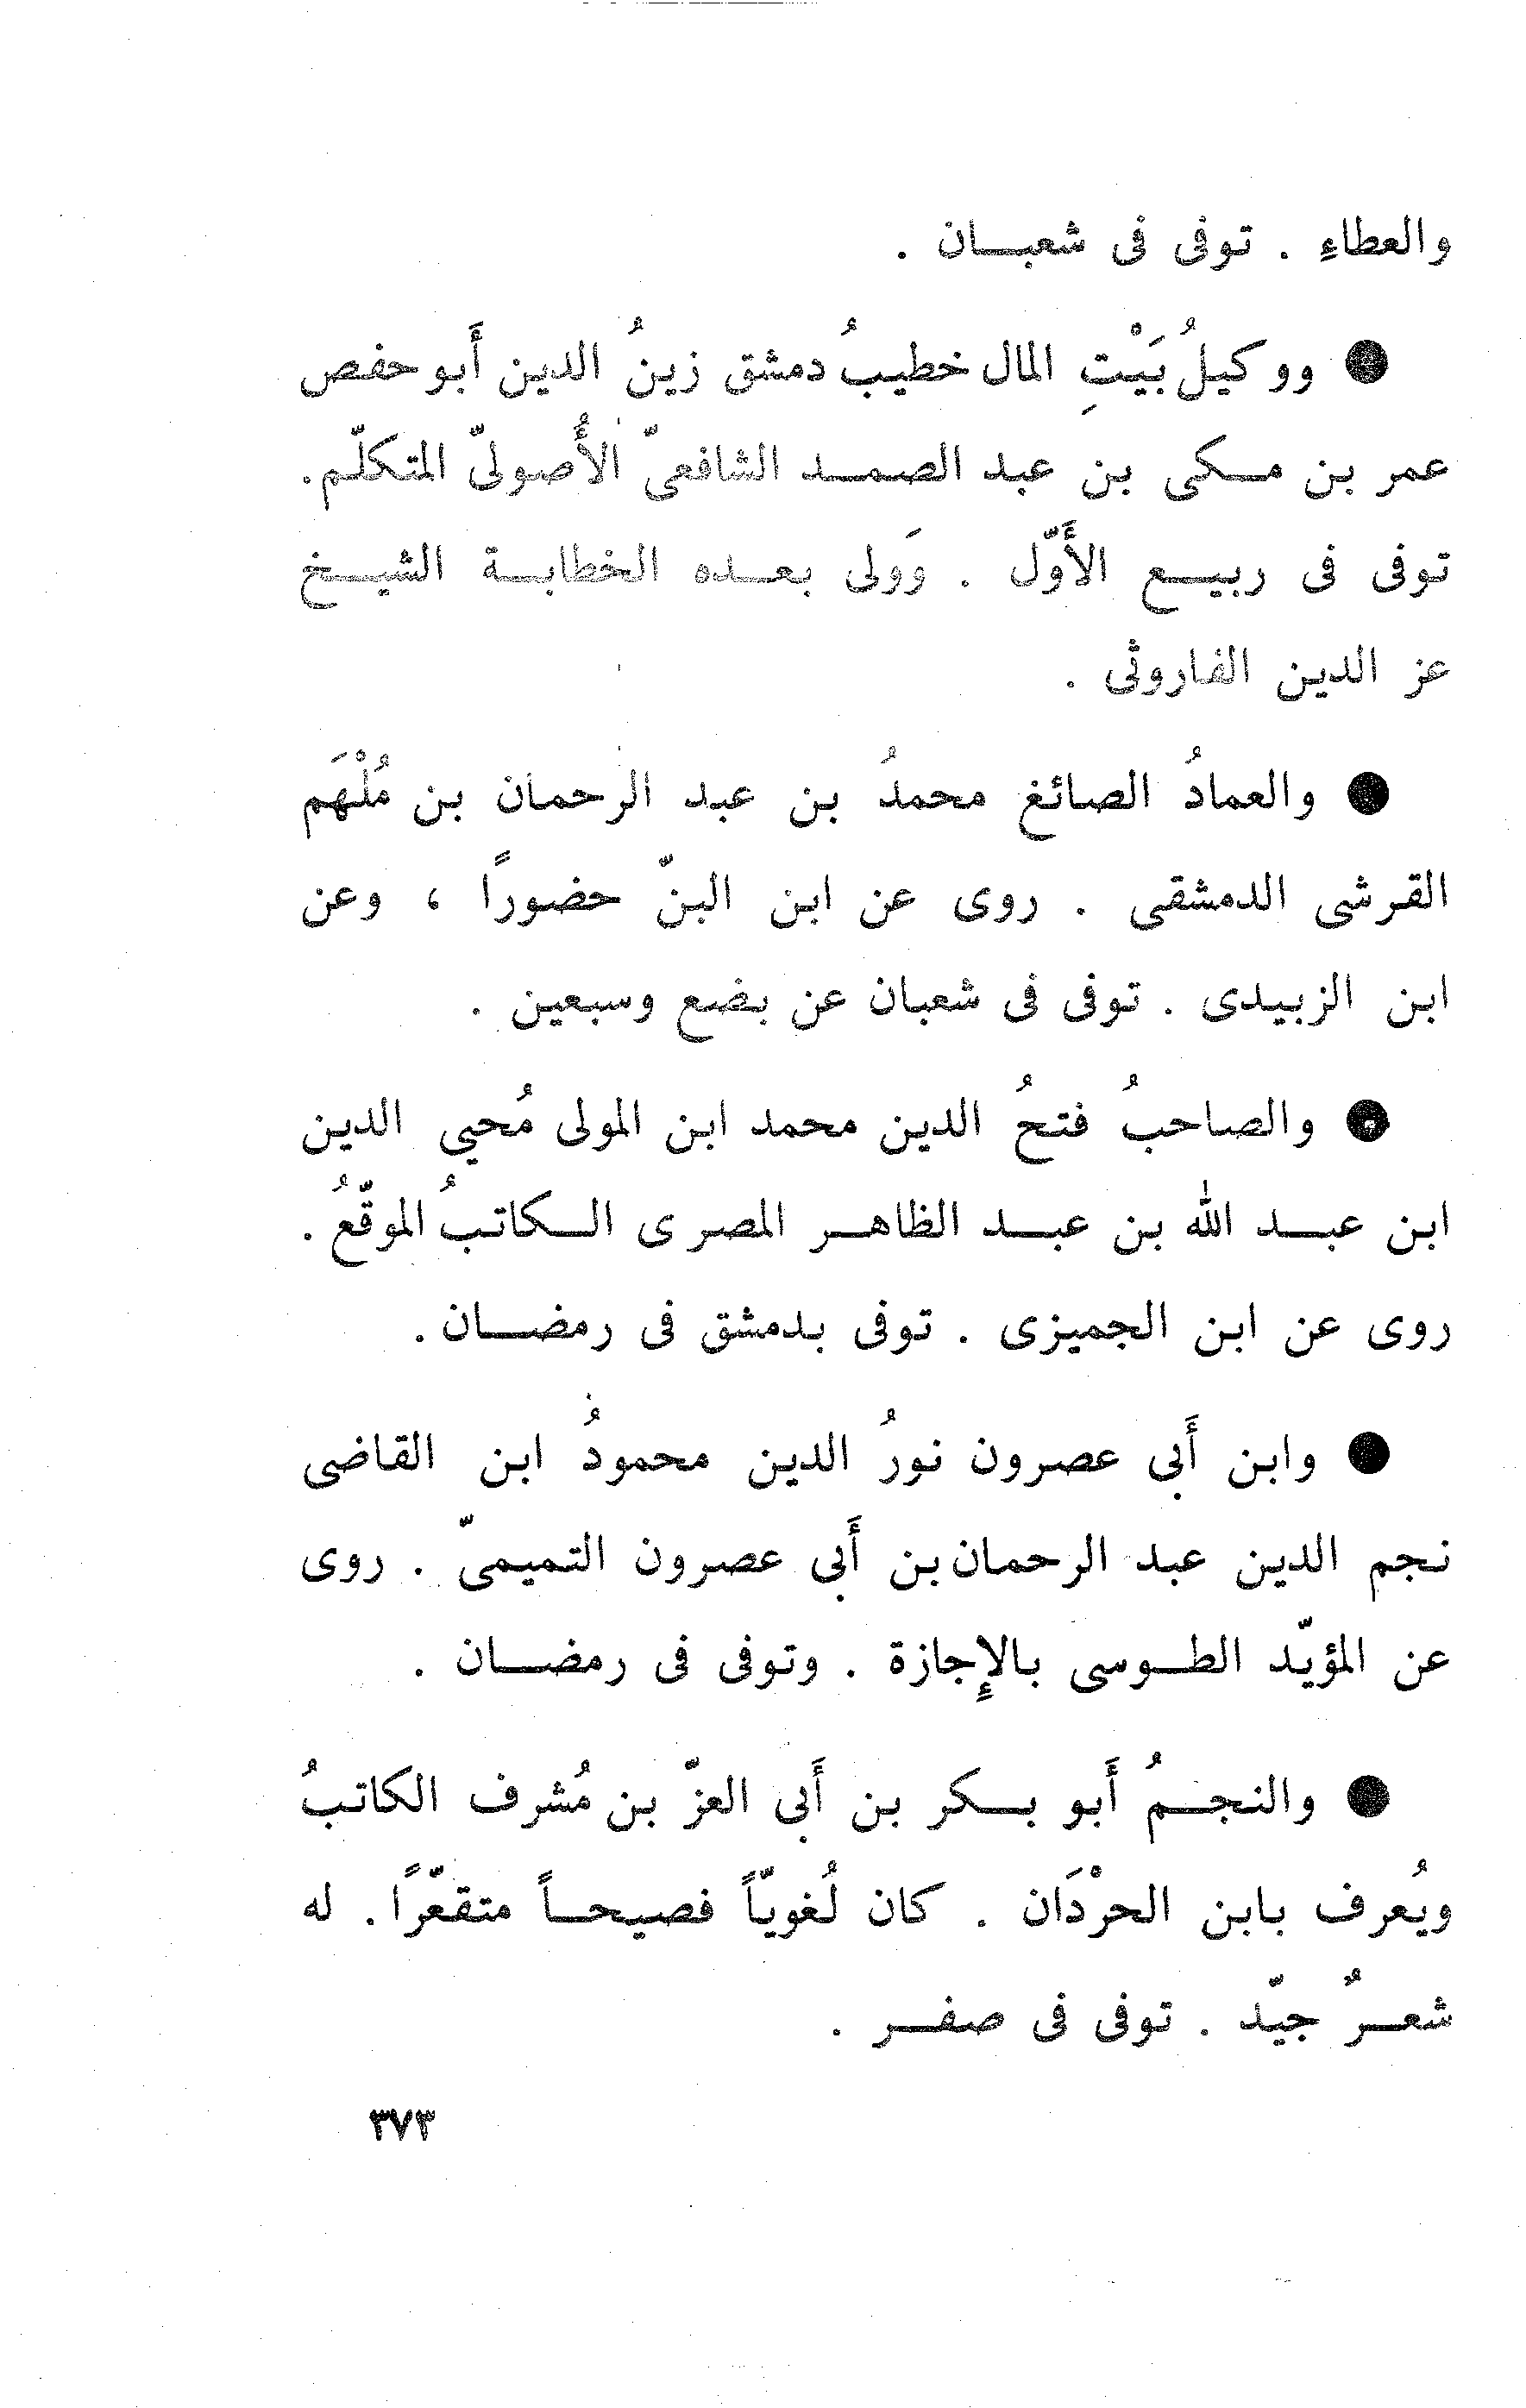 والعطاءِ . توفى فى شعبان .
● ووكيلُ بَيْتِ المال خطيبُ دمشق زينُ الدين أَبو حفص
عمر بن مكى بن عبد الصمد الشافعىّ الأُصولىّ المتكلّم .
توفى فى ربيع الأَوّل . وَولى بعده الخطابة الشيخ
عز الدين الفاروثى .
● والعمادُ الصائغ محمدُ بن عبد الرحمان بن مُلْهَم
القرشى الدمشقى . روى عن ابن البنّ حضورًا ، وعن
ابن الزبيدى . توفى فى شعبان عن بضع وسبعين .
● والصاحبُ فتحُ الدين محمد ابن المولى مُحيي الدين
ابن عبد الله بن عبد الظاهر المصرى الكاتبُ الموقّعُ .
روى عن ابن الجميزى . توفى بدمشق فى رمضان .
● وابن أَبى عصرون نورُ الدين محمودُ ابن القاضى
نجم الدين عبد الرحمان بن أَبى عصرون التميمىّ . روى
عن المؤيّد الطوسى بالإِجازة . وتوفى فى رمضان .
● والنجمُ أَبو بكر بن أَبى العزّ بن مُشرف الكاتبُ
ويُعرف بابن الحرْدَان . كان لُغويّاً فصيحاً متقعّرًا . له
شعرٌ جيّد . توفى فى صفر .
٣٧٣